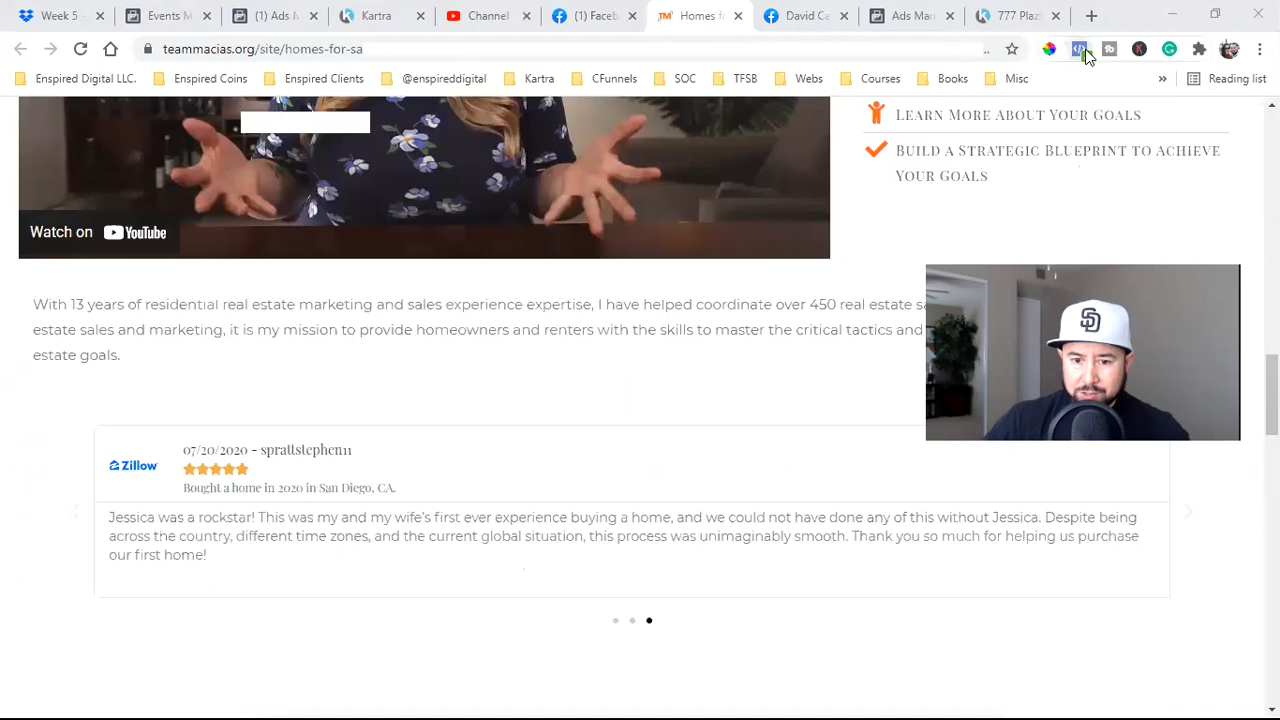 Week 5 -
Events M
(1) Ads M
Kartra
Channel
(1) Faceb
Homes fo
David Ca
Ads Man
777 Plaz
teammacias.org/site/homes-for-sa
..
Enspired Digital LLC.
Enspired Coins
Enspired Clients
@enspireddigital
Kartra
CFunnels
SOC
TFSB
Webs
Courses
Books
Misc
»
Reading list
Learn More About Your Goals
Build a Strategic Blueprint to Achieve
Your Goals
Watch on YouTube
With 13 years of residential real estate marketing and sales experience expertise, I have helped coordinate over 450 real estate sa
estate sales and marketing, it is my mission to provide homeowners and renters with the skills to master the critical tactics and
estate goals.
Zillow
07/20/2020 - sprattstephen11
Bought a home in 2020 in San Diego, CA.
Jessica was a rockstar! This was my and my wife's first ever experience buying a home, and we could not have done any of this without Jessica. Despite being
across the country, different time zones, and the current global situation, this process was unimaginably smooth. Thank you so much for helping us purchase
our first home!
SD